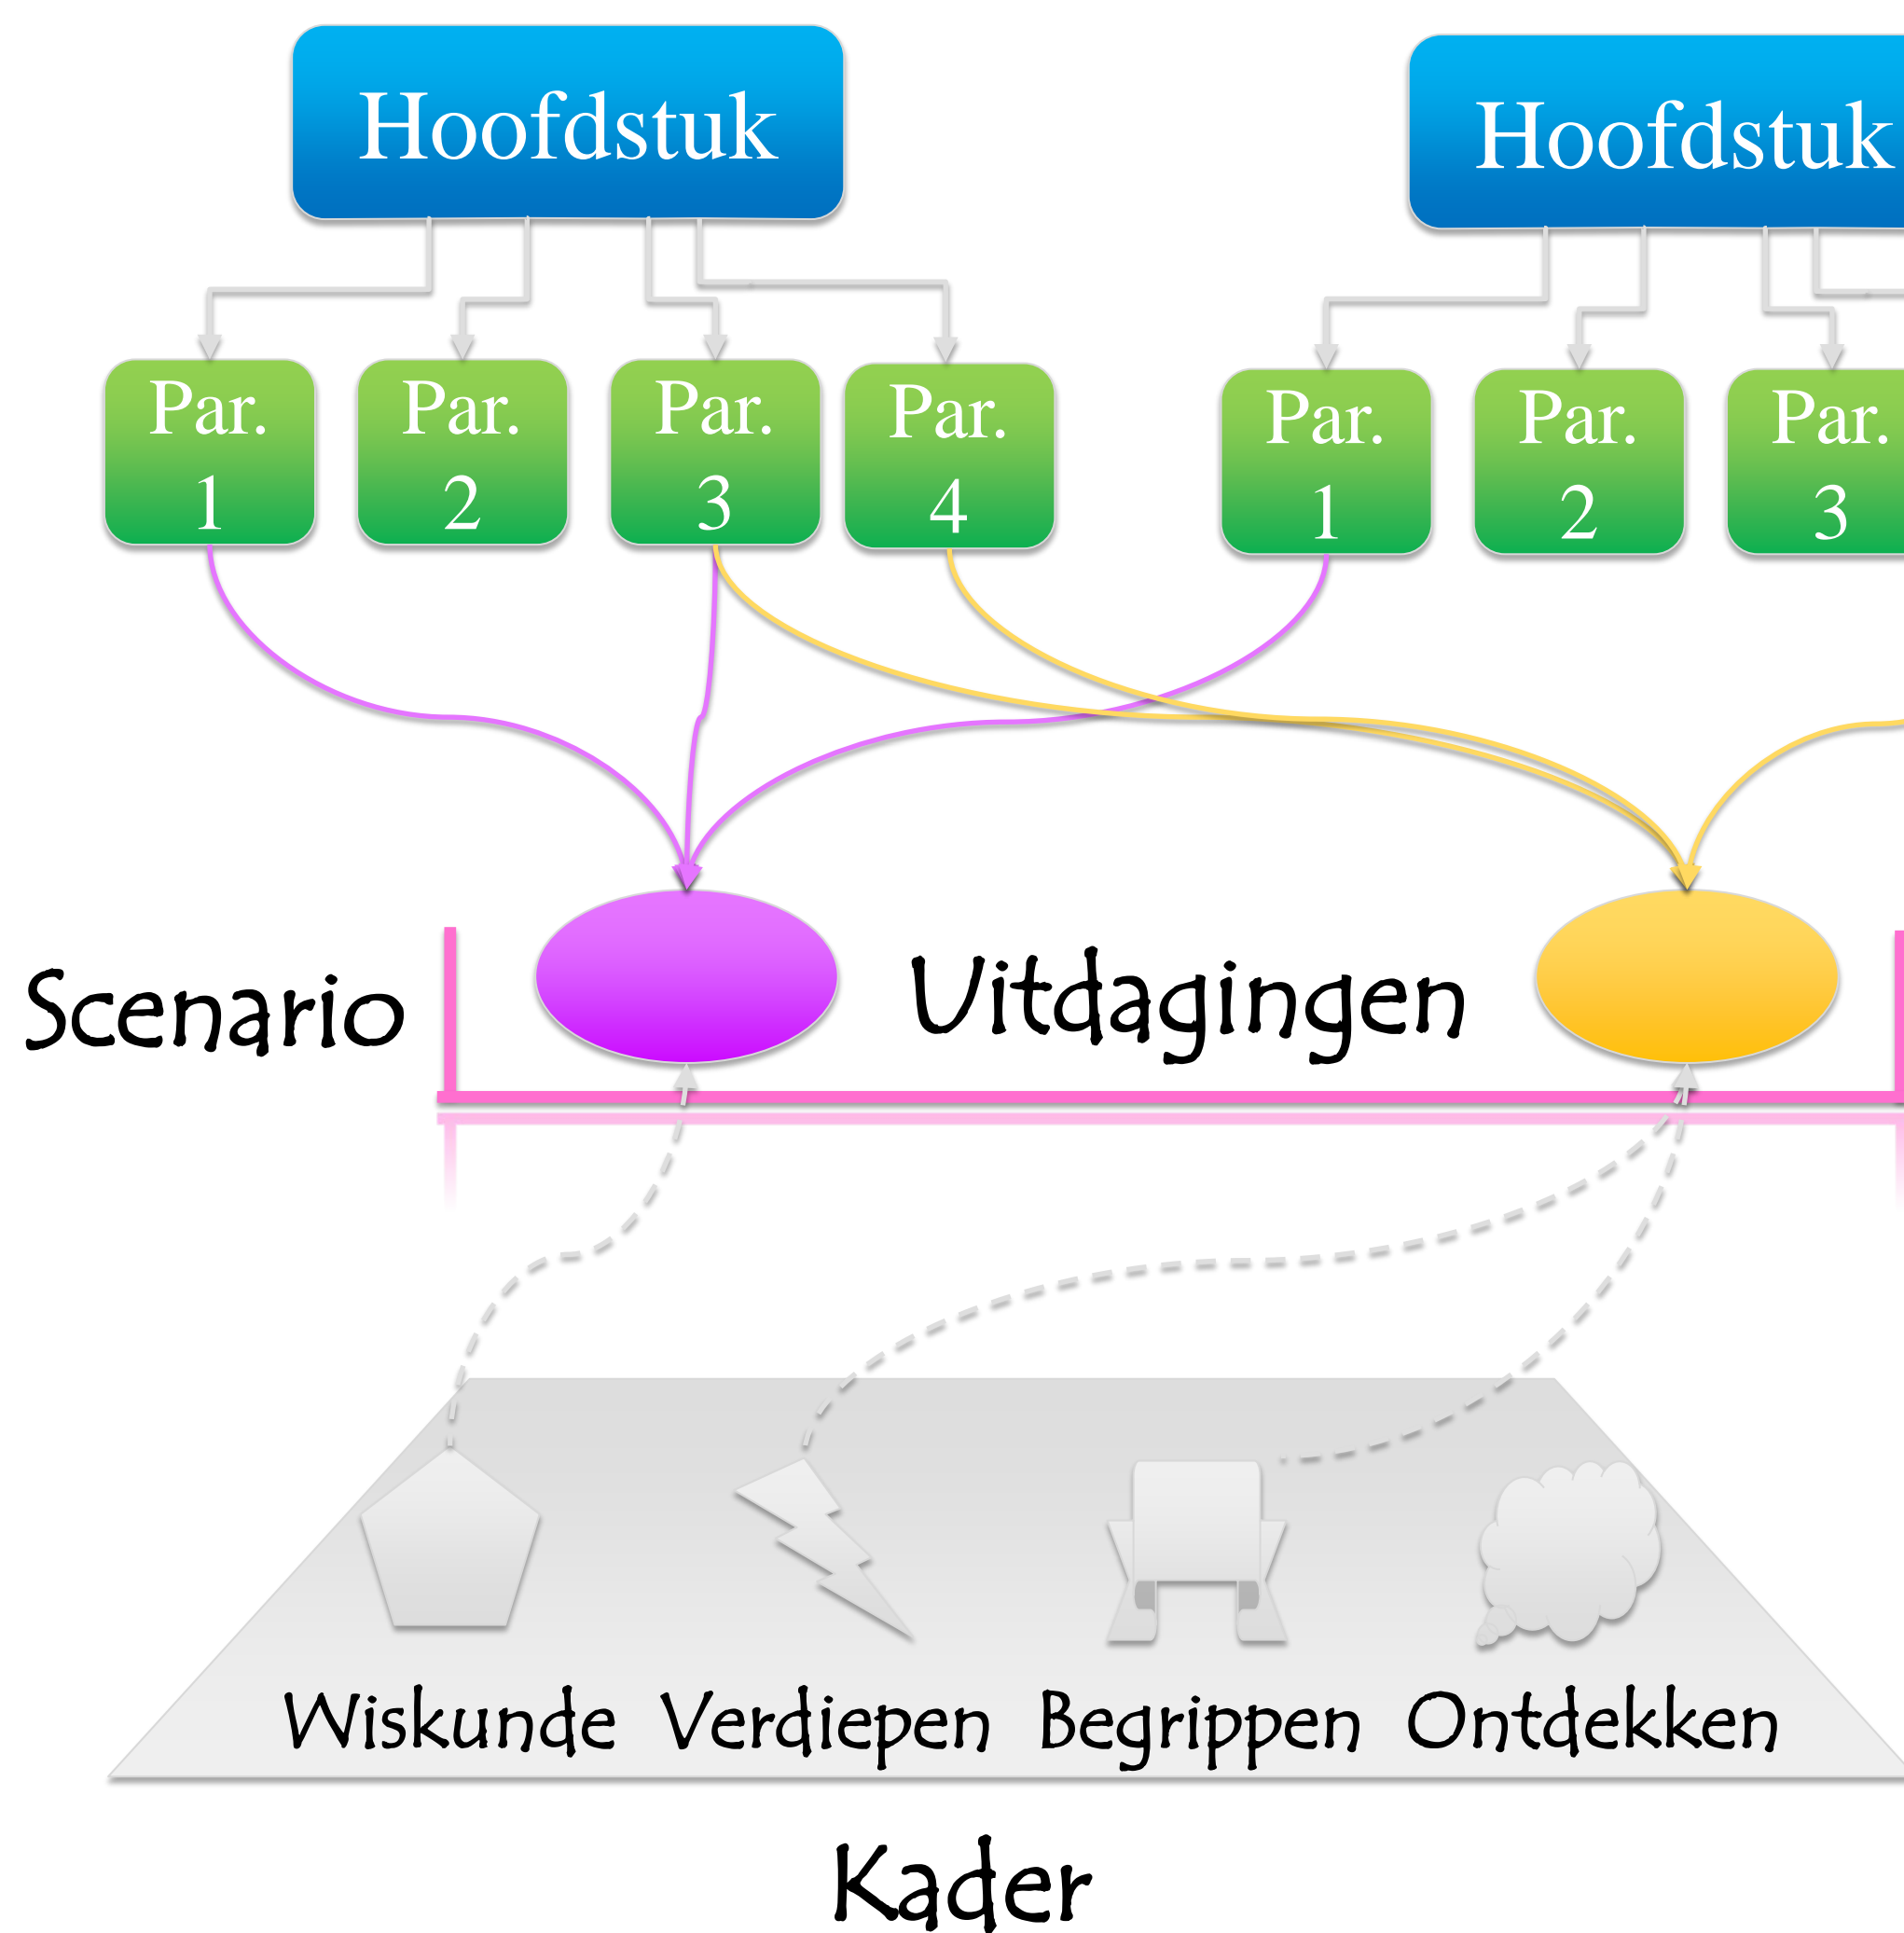 Hoofdstuk
Hoofdstuk
Par.
1
Par.
2
Par.
3
Par.
4
Par.
1
Par.
2
Par.
3
Scenario
Uitdagingen
Wiskunde
Verdiepen
Begrippen
Ontdekken
Kader